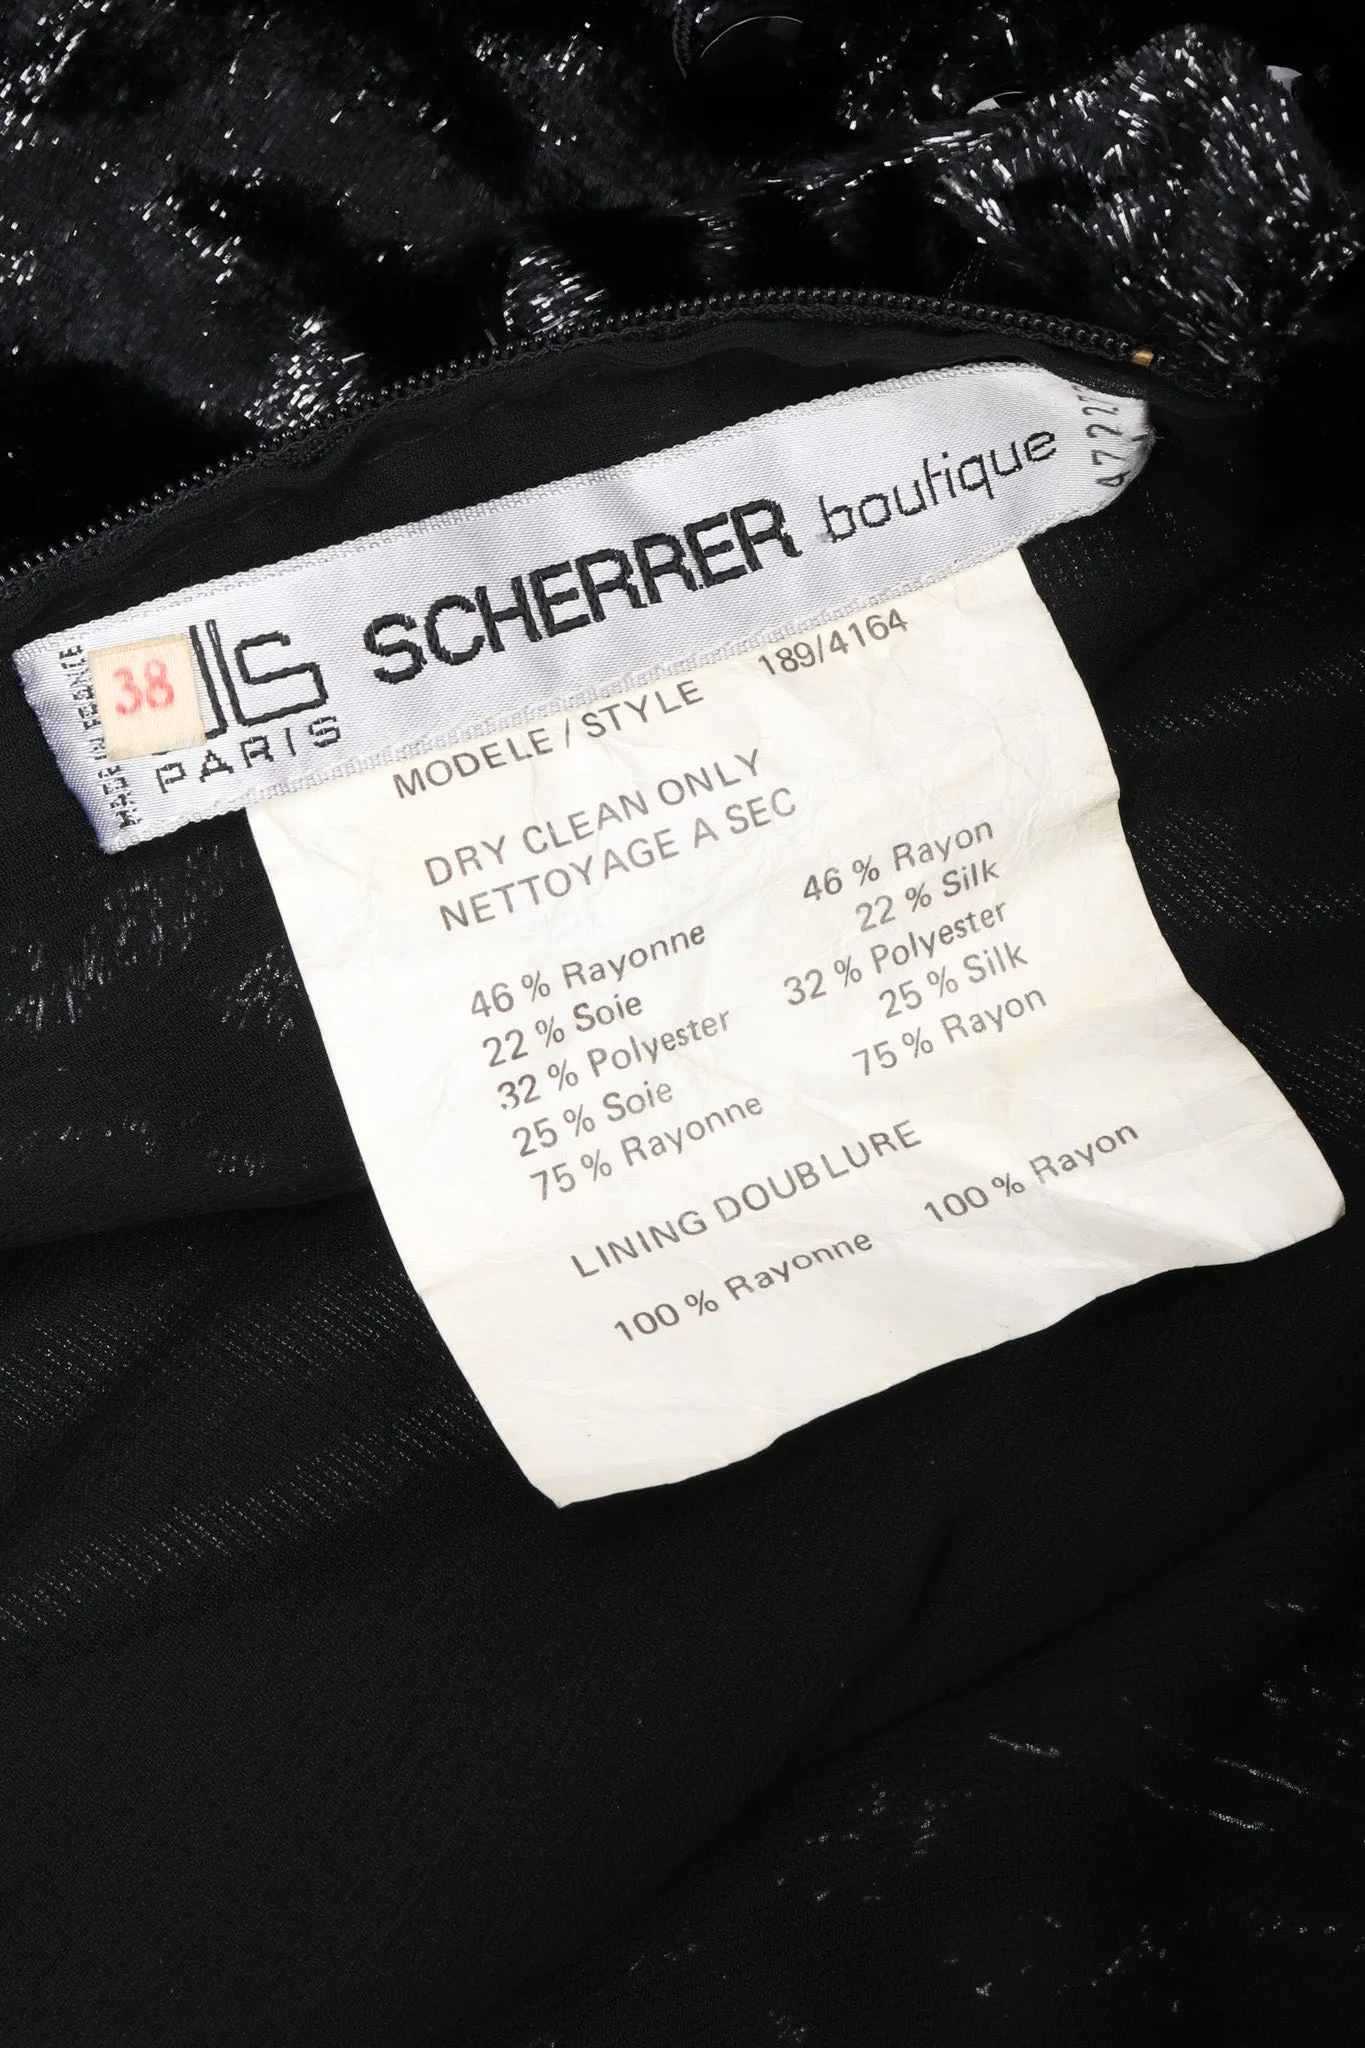 MADE IN FRANCE
38
JLS
PARIS
SCHERRER boutique
MODELE / STYLE 189/4164
DRY CLEAN ONLY
NETTOYAGE A SEC
46 % Rayonne 46 % Rayon
22 % Soie 22 % Silk
32 % Polyester 32 % Polyester
25 % Soie 25 % Silk
75 % Rayonne 75 % Rayon
LINING DOUBLURE
100 % Rayonne 100 % Rayon